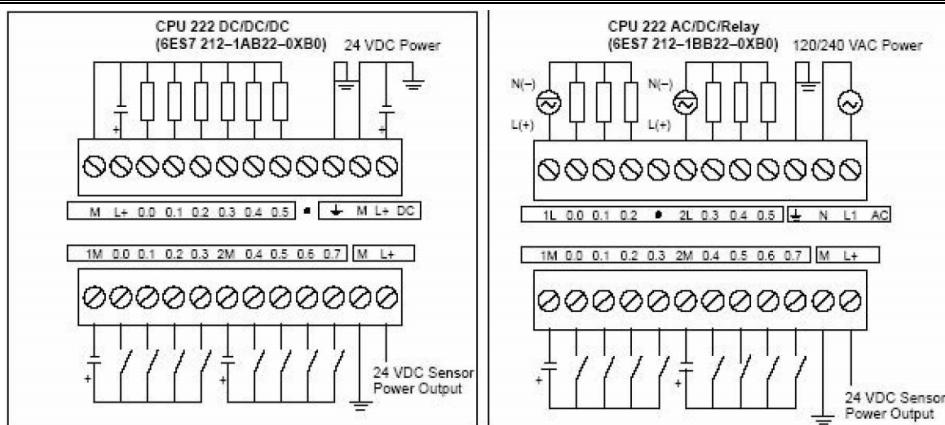 CPU 222 DC/DC/DC
(6ES7 212–1AB22–0XB0)
24 VDC Power
+
+
M L+ 0.0 0.1 0.2 0.3 0.4 0.5
M L+ DC
1M 0.0 0.1 0.2 0.3 2M 0.4 0.5 0.6 0.7 M L+
+
+
24 VDC Sensor
Power Output
CPU 222 AC/DC/Relay
(6ES7 212–1BB22–0XB0)
120/240 VAC Power
N(–)
N(–)
L(+)
L(+)
1L 0.0 0.1 0.2 2L 0.3 0.4 0.5
N L1 AC
1M 0.0 0.1 0.2 0.3 2M 0.4 0.5 0.6 0.7 M L+
+
+
24 VDC Sensor
Power Output